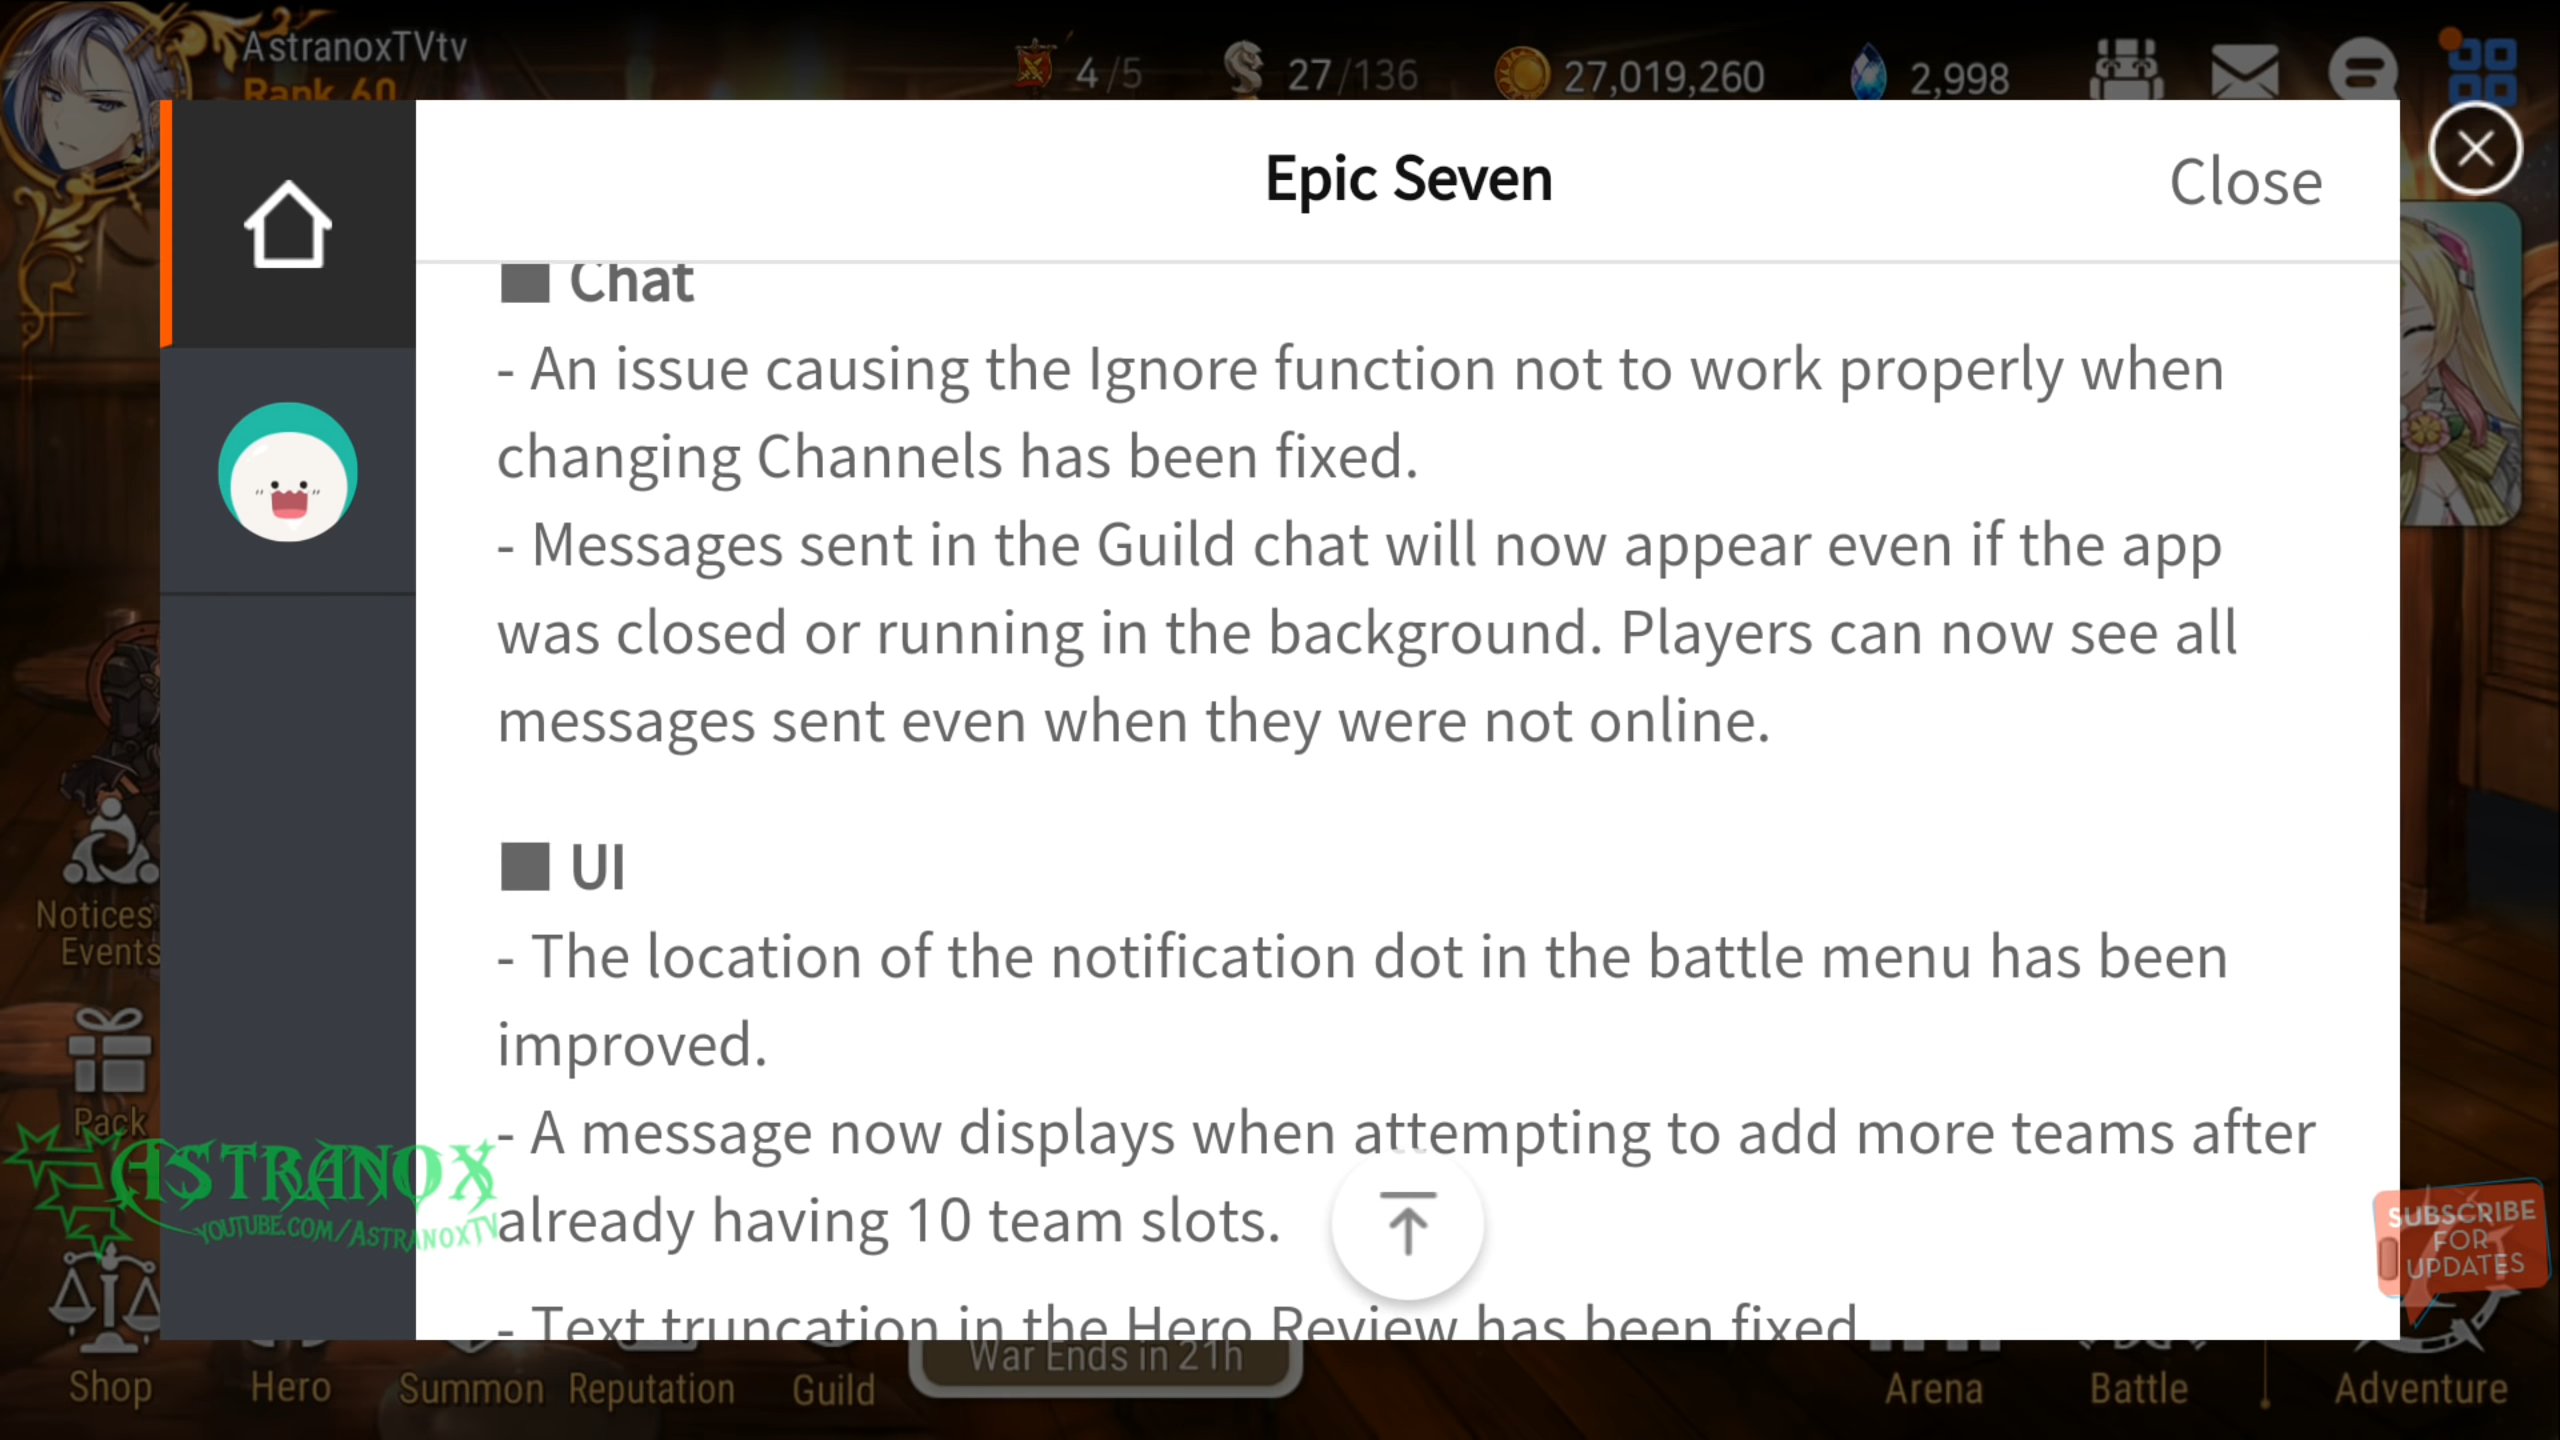 AstranoxTVtv
Rank 60
4/5
27/136
27,019,260
2,998
Epic Seven
Close
■ Chat
- An issue causing the Ignore function not to work properly when
changing Channels has been fixed.
- Messages sent in the Guild chat will now appear even if the app
was closed or running in the background. Players can now see all
messages sent even when they were not online.
■ UI
- The location of the notification dot in the battle menu has been
improved.
- A message now displays when attempting to add more teams after
already having 10 team slots.
- Text truncation in the Hero Review has been fixed
Notices
Events
Pack
ASTRANOX
YOUTUBE.COM/ASTRANOXTV
SUBSCRIBE
FOR
UPDATES
War Ends in 21h
Shop
Hero
Summon
Reputation
Guild
Arena
Battle
Adventure